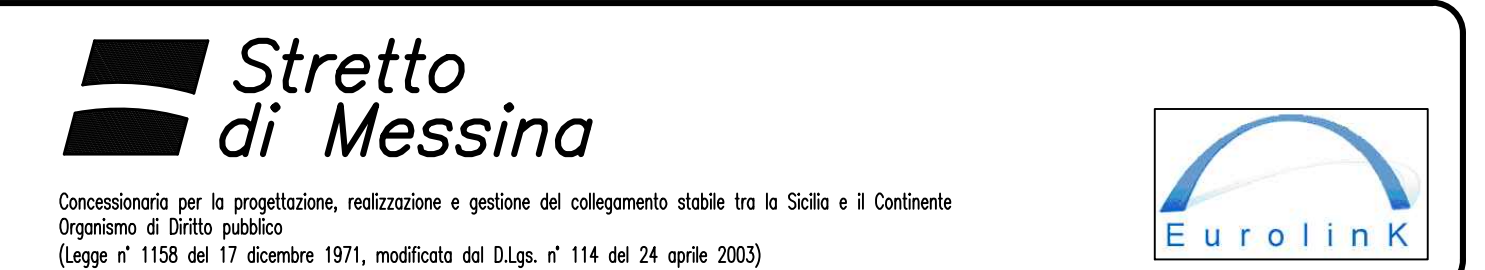 Stretto
di Messina
Concessionaria per la progettazione, realizzazione e gestione del collegamento stabile tra la Sicilia e il Continente
Organismo di Diritto pubblico
(Legge n° 1158 del 17 dicembre 1971, modificata dal D.Lgs. n° 114 del 24 aprile 2003)
EurolinK